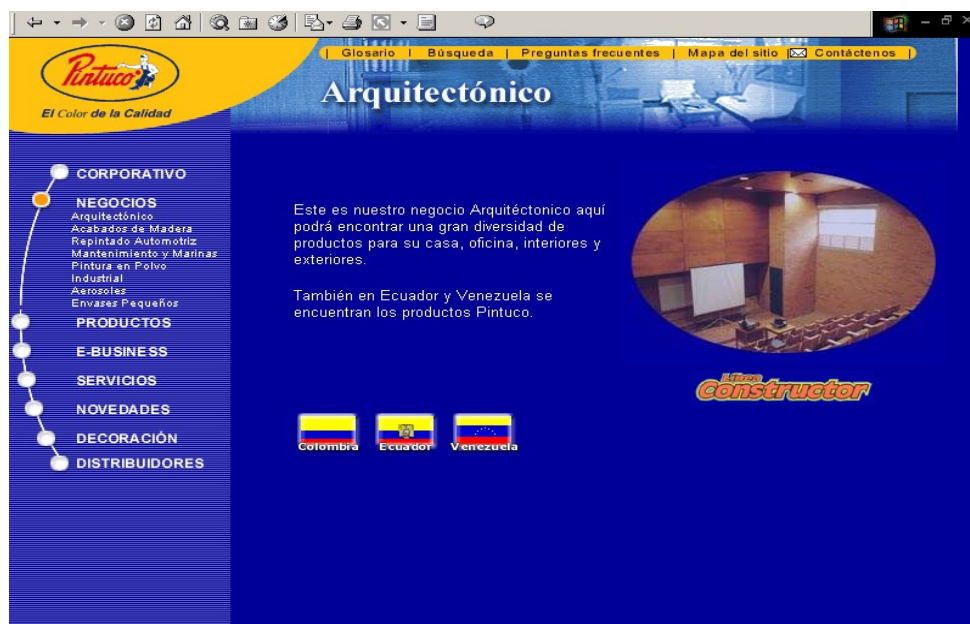 | Glosario | Búsqueda | Preguntas frecuentes | Mapa del sitio Contáctenos |
Pintuco
El Color de la Calidad
Arquitectónico
CORPORATIVO
NEGOCIOS
Arquitectónico
Acabados de Madera
Repintado Automotriz
Mantenimiento y Marinas
Pintura en Polvo
Industrial
Aerosoles
Envases Pequeños
PRODUCTOS
E-BUSINESS
SERVICIOS
NOVEDADES
DECORACIÓN
DISTRIBUIDORES
Este es nuestro negocio Arquitéctonico aquí
podrá encontrar una gran diversidad de
productos para su casa, oficina, interiores y
exteriores.
También en Ecuador y Venezuela se
encuentran los productos Pintuco.
Línea
Constructor
Colombia Ecuador Venezuela